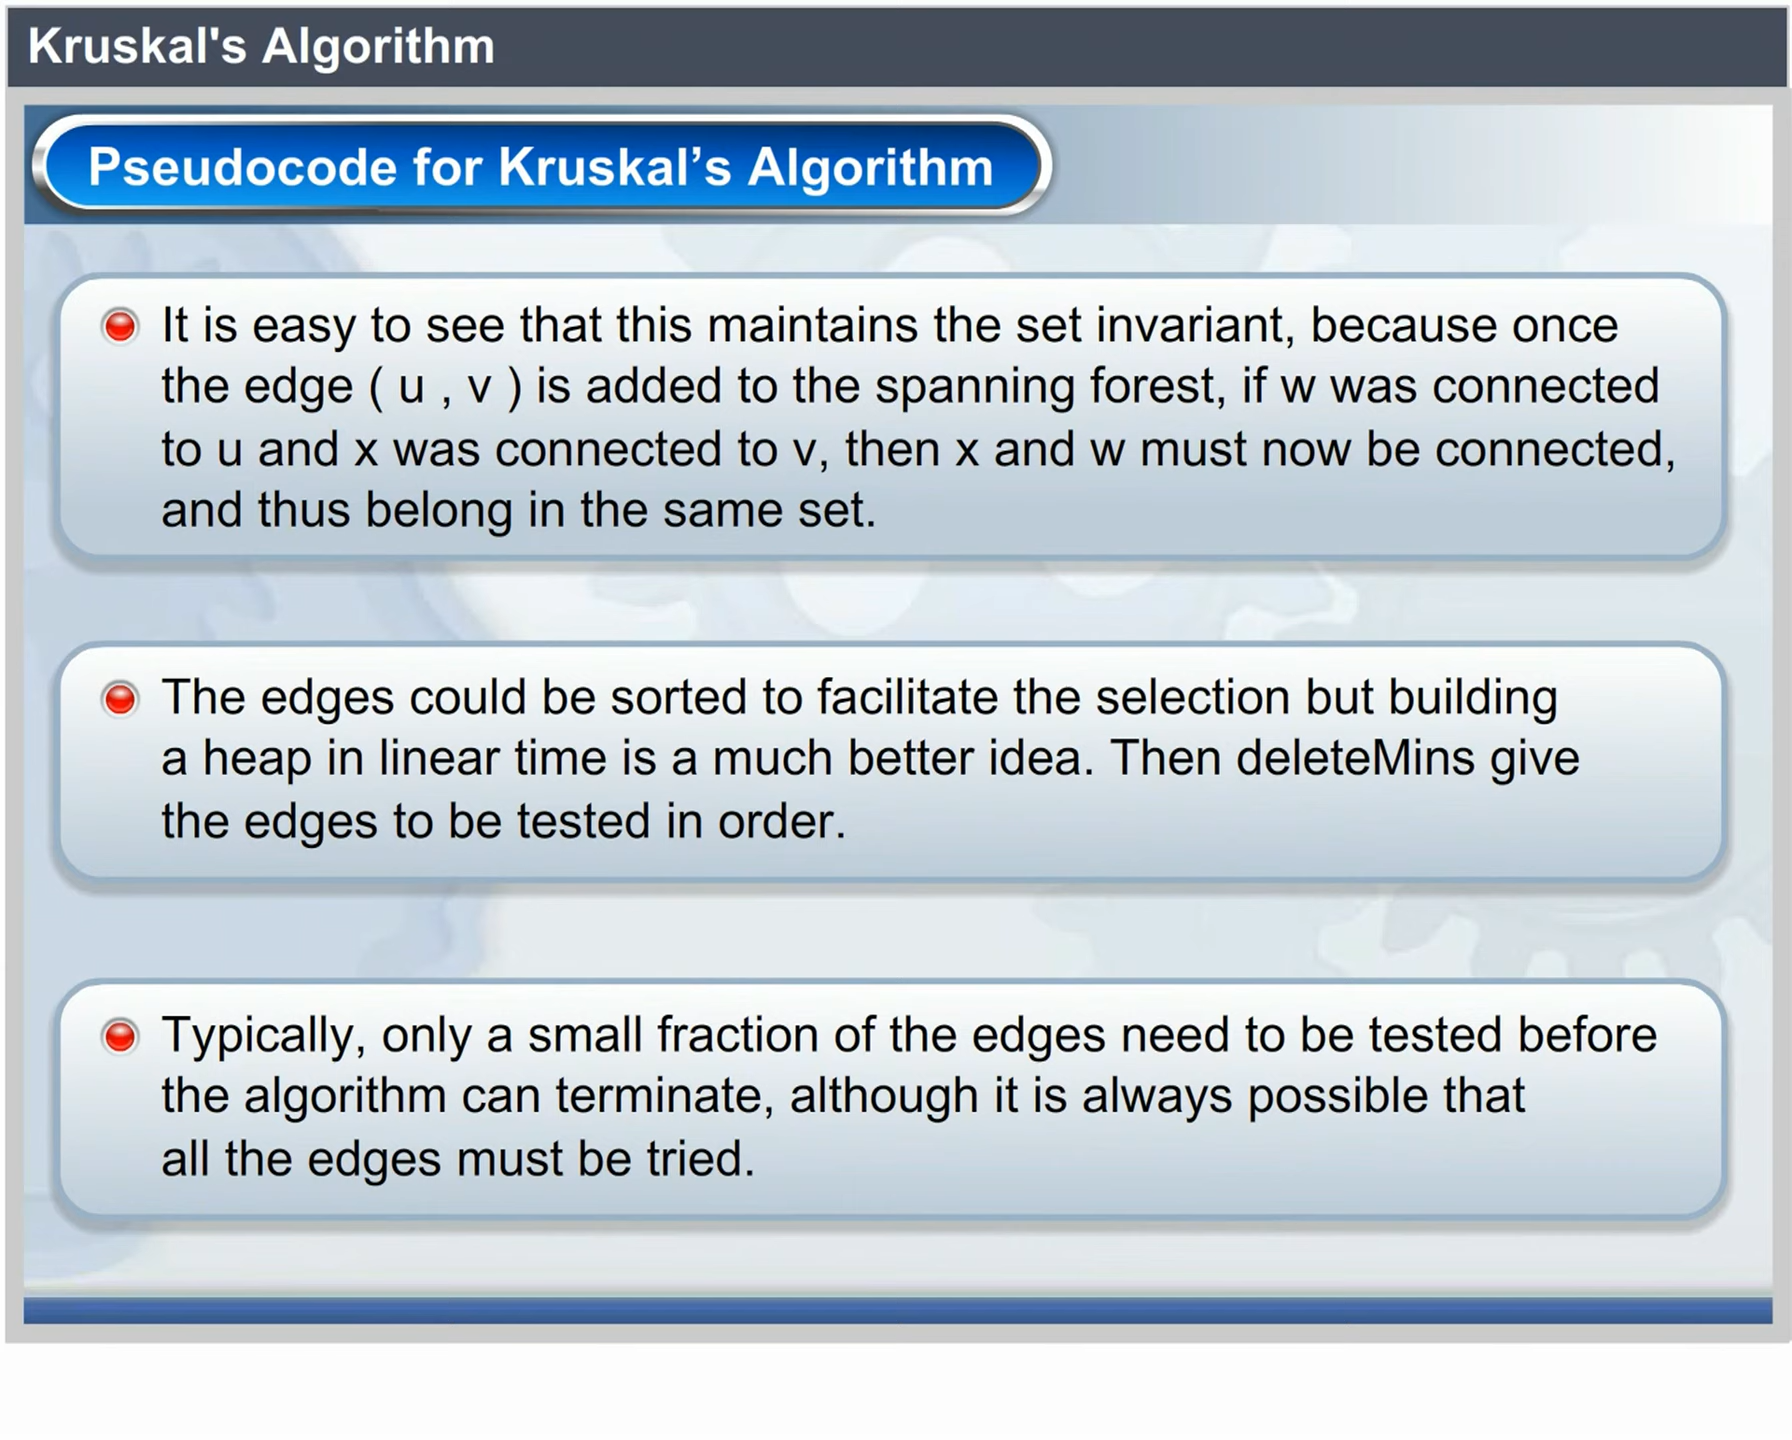 Kruskal's Algorithm
Pseudocode for Kruskal’s Algorithm
It is easy to see that this maintains the set invariant, because once
the edge ( u , v ) is added to the spanning forest, if w was connected
to u and x was connected to v, then x and w must now be connected,
and thus belong in the same set.
The edges could be sorted to facilitate the selection but building
a heap in linear time is a much better idea. Then deleteMins give
the edges to be tested in order.
Typically, only a small fraction of the edges need to be tested before
the algorithm can terminate, although it is always possible that
all the edges must be tried.